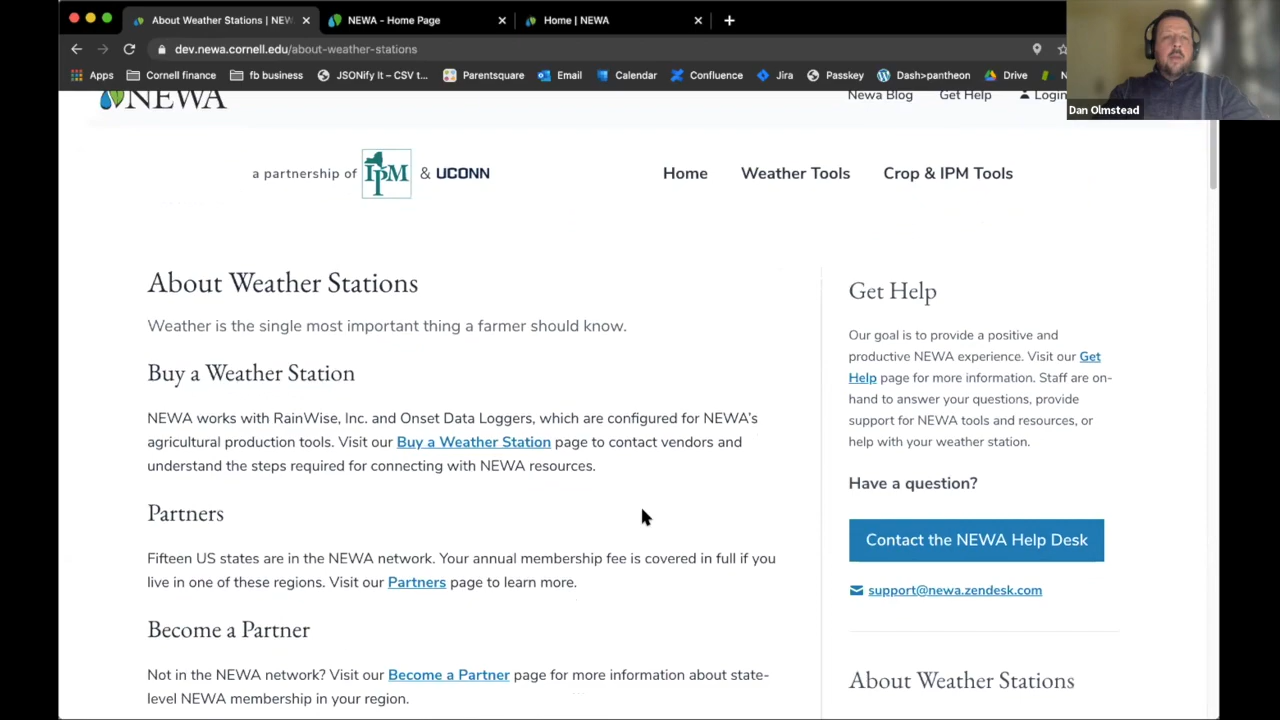 About Weather Stations | NEW
NEWA - Home Page
Home | NEWA
dev.newa.cornell.edu/about-weather-stations
Apps
Cornell finance
fb business
JSONify It – CSV t...
Parentsquare
Email
Calendar
Confluence
Jira
Passkey
Dash>pantheon
Drive
N
Dan Olmstead
NEWA
Newa Blog
Get Help
Login
a partnership of IPM & UCONN
Home
Weather Tools
Crop & IPM Tools
About Weather Stations
Weather is the single most important thing a farmer should know.
Buy a Weather Station
NEWA works with RainWise, Inc. and Onset Data Loggers, which are configured for NEWA's
agricultural production tools. Visit our Buy a Weather Station page to contact vendors and
understand the steps required for connecting with NEWA resources.
Partners
Fifteen US states are in the NEWA network. Your annual membership fee is covered in full if you
live in one of these regions. Visit our Partners page to learn more.
Become a Partner
Not in the NEWA network? Visit our Become a Partner page for more information about state-
level NEWA membership in your region.
Get Help
Our goal is to provide a positive and
productive NEWA experience. Visit our Get
Help page for more information. Staff are on-
hand to answer your questions, provide
support for NEWA tools and resources, or
help with your weather station.
Have a question?
Contact the NEWA Help Desk
support@newa.zendesk.com
About Weather Stations